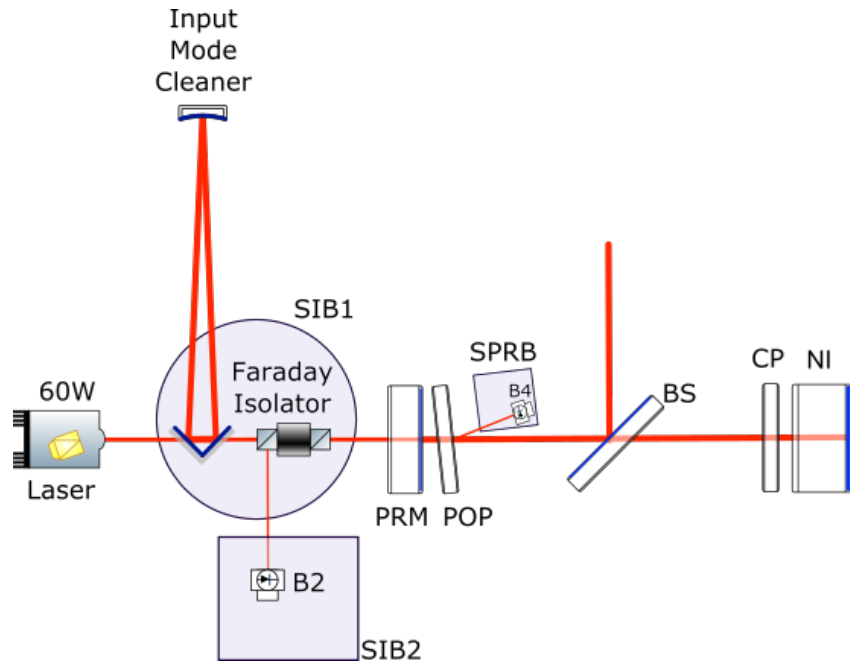 Input
Mode
Cleaner
SIB1
60W
Faraday
Isolator
Laser
SPRB
B4
PRM
POP
BS
CP
NI
B2
SIB2